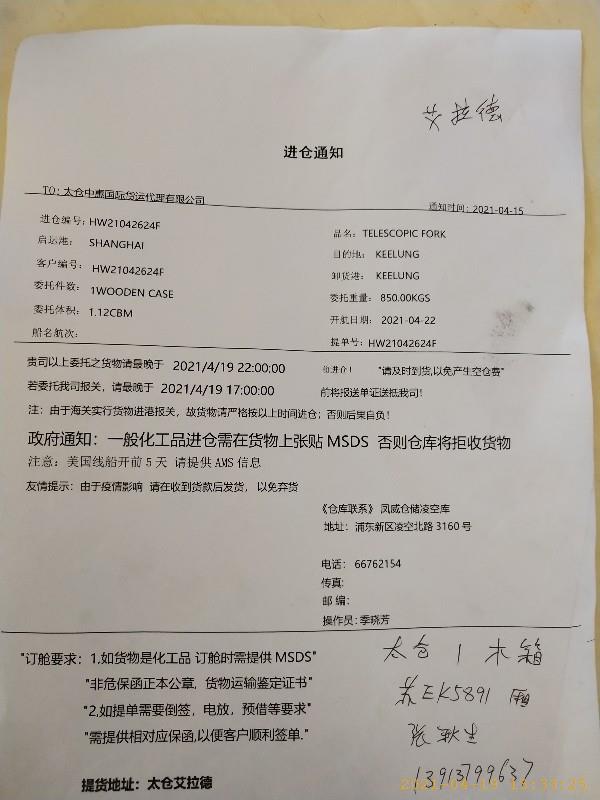 艾拉德
进仓通知
TO: 太仓中惠国际货运代理有限公司
通知时间: 2021-04-15
进仓编号: HW21042624F
品名: TELESCOPIC FORK
启运港: SHANGHAI
目的地: KEELUNG
客户编号: HW21042624F
卸货港: KEELUNG
委托件数: 1WOODEN CASE
委托重量: 850.00KGS
委托体积: 1.12CBM
开航日期: 2021-04-22
船名航次:
提单号: HW21042624F
贵司以上委托之货物请最晚于 2021/4/19 22:00:00 前进仓! "请及时到货,以免产生空仓费"
若委托我司报关，请最晚于 2021/4/19 17:00:00 前将报送单证送抵我司!
注: 由于海关实行货物进港报关，故货物请严格按以上时间进仓；否则后果自负!
政府通知: 一般化工品进仓需在货物上张贴 MSDS 否则仓库将拒收货物
注意: 美国线船开前 5 天 请提供 AMS 信息
友情提示: 由于疫情影响 请在收到货款后发货，以免弃货
《仓库联系》 凤威仓储凌空库
地址: 浦东新区凌空北路 3160 号
电话: 66762154
传真:
邮 编:
操作员: 季晓芳
"订舱要求: 1,如货物是化工品 订舱时需提供 MSDS"
"非危保函正本公章，货物运输鉴定证书"
"2,如提单需要倒签，电放，预借等要求"
"需提供相对应保函,以便客户顺利签单."
提货地址: 太仓艾拉德
太仓 1 木箱
苏EK5891 厢
张
13913799637
2021-04-19 13:33:25